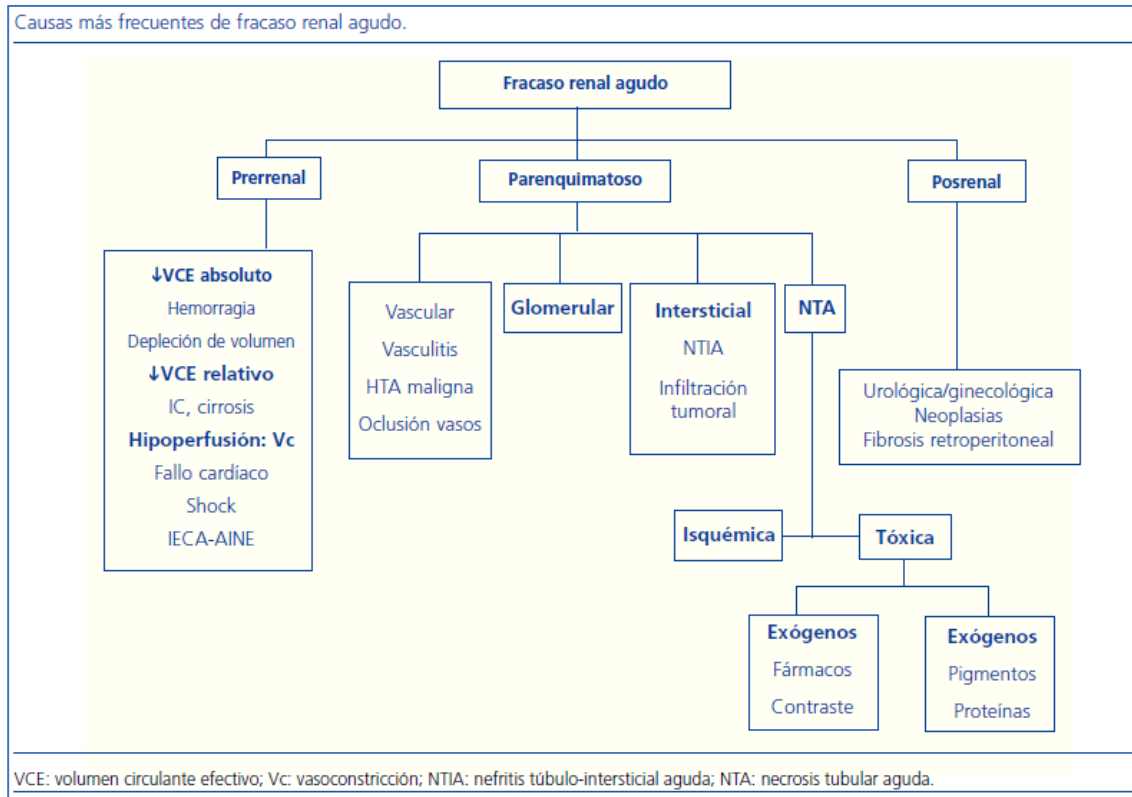 Causas más frecuentes de fracaso renal agudo.
Fracaso renal agudo
Prerrenal
Parenquimatoso
Posrenal
↓VCE absoluto
Hemorragia
Depleción de volumen
↓VCE relativo
IC, cirrosis
Hipoperfusión: Vc
Fallo cardíaco
Shock
IECA-AINE
Vascular
Vasculitis
HTA maligna
Oclusión vasos
Glomerular
Intersticial
NTIA
Infiltración
tumoral
NTA
Urológica/ginecológica
Neoplasias
Fibrosis retroperitoneal
Isquémica
Tóxica
Exógenos
Fármacos
Contraste
Exógenos
Pigmentos
Proteínas
VCE: volumen circulante efectivo; Vc: vasoconstricción; NTIA: nefritis túbulo-intersticial aguda; NTA: necrosis tubular aguda.